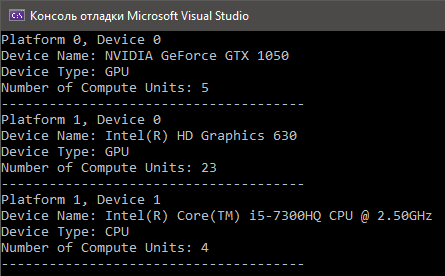 Консоль отладки Microsoft Visual Studio
Platform 0, Device 0
Device Name: NVIDIA GeForce GTX 1050
Device Type: GPU
Number of Compute Units: 5
--------------------------------------
Platform 1, Device 0
Device Name: Intel(R) HD Graphics 630
Device Type: GPU
Number of Compute Units: 23
--------------------------------------
Platform 1, Device 1
Device Name: Intel(R) Core(TM) i5-7300HQ CPU @ 2.50GHz
Device Type: CPU
Number of Compute Units: 4
--------------------------------------